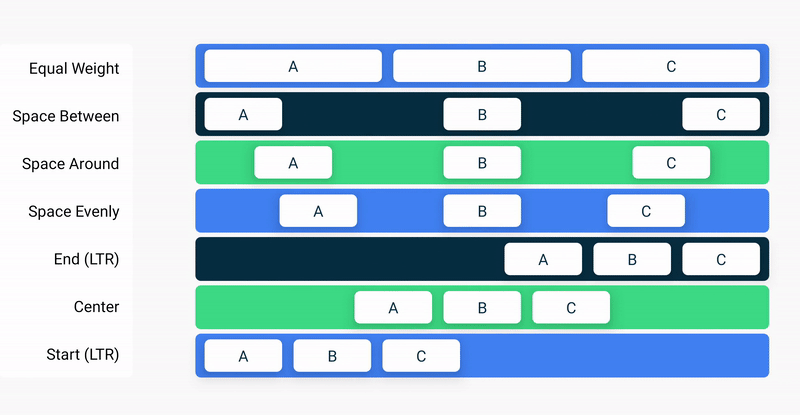 Equal Weight A B C
Space Between A B C
Space Around A B C
Space Evenly A B C
End (LTR) A B C
Center A B C
Start (LTR) A B C